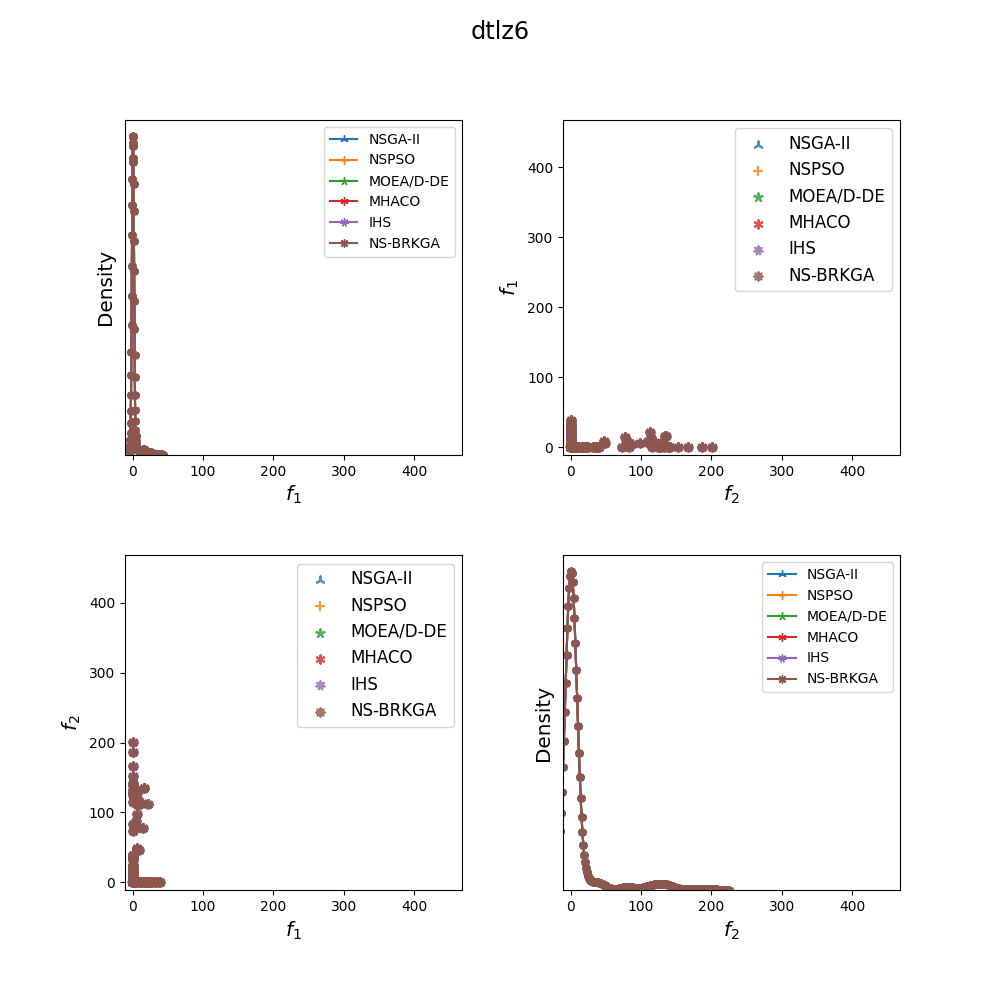 dtlz6
Density
NSGA-II
NSPSO
MOEA/D-DE
MHACO
IHS
NS-BRKGA
0 100 200 300 400
f1
f1
400
300
200
100
0
NSGA-II
NSPSO
MOEA/D-DE
MHACO
IHS
NS-BRKGA
0 100 200 300 400
f2
f2
400
300
200
100
0
NSGA-II
NSPSO
MOEA/D-DE
MHACO
IHS
NS-BRKGA
0 100 200 300 400
f1
Density
NSGA-II
NSPSO
MOEA/D-DE
MHACO
IHS
NS-BRKGA
0 100 200 300 400
f2